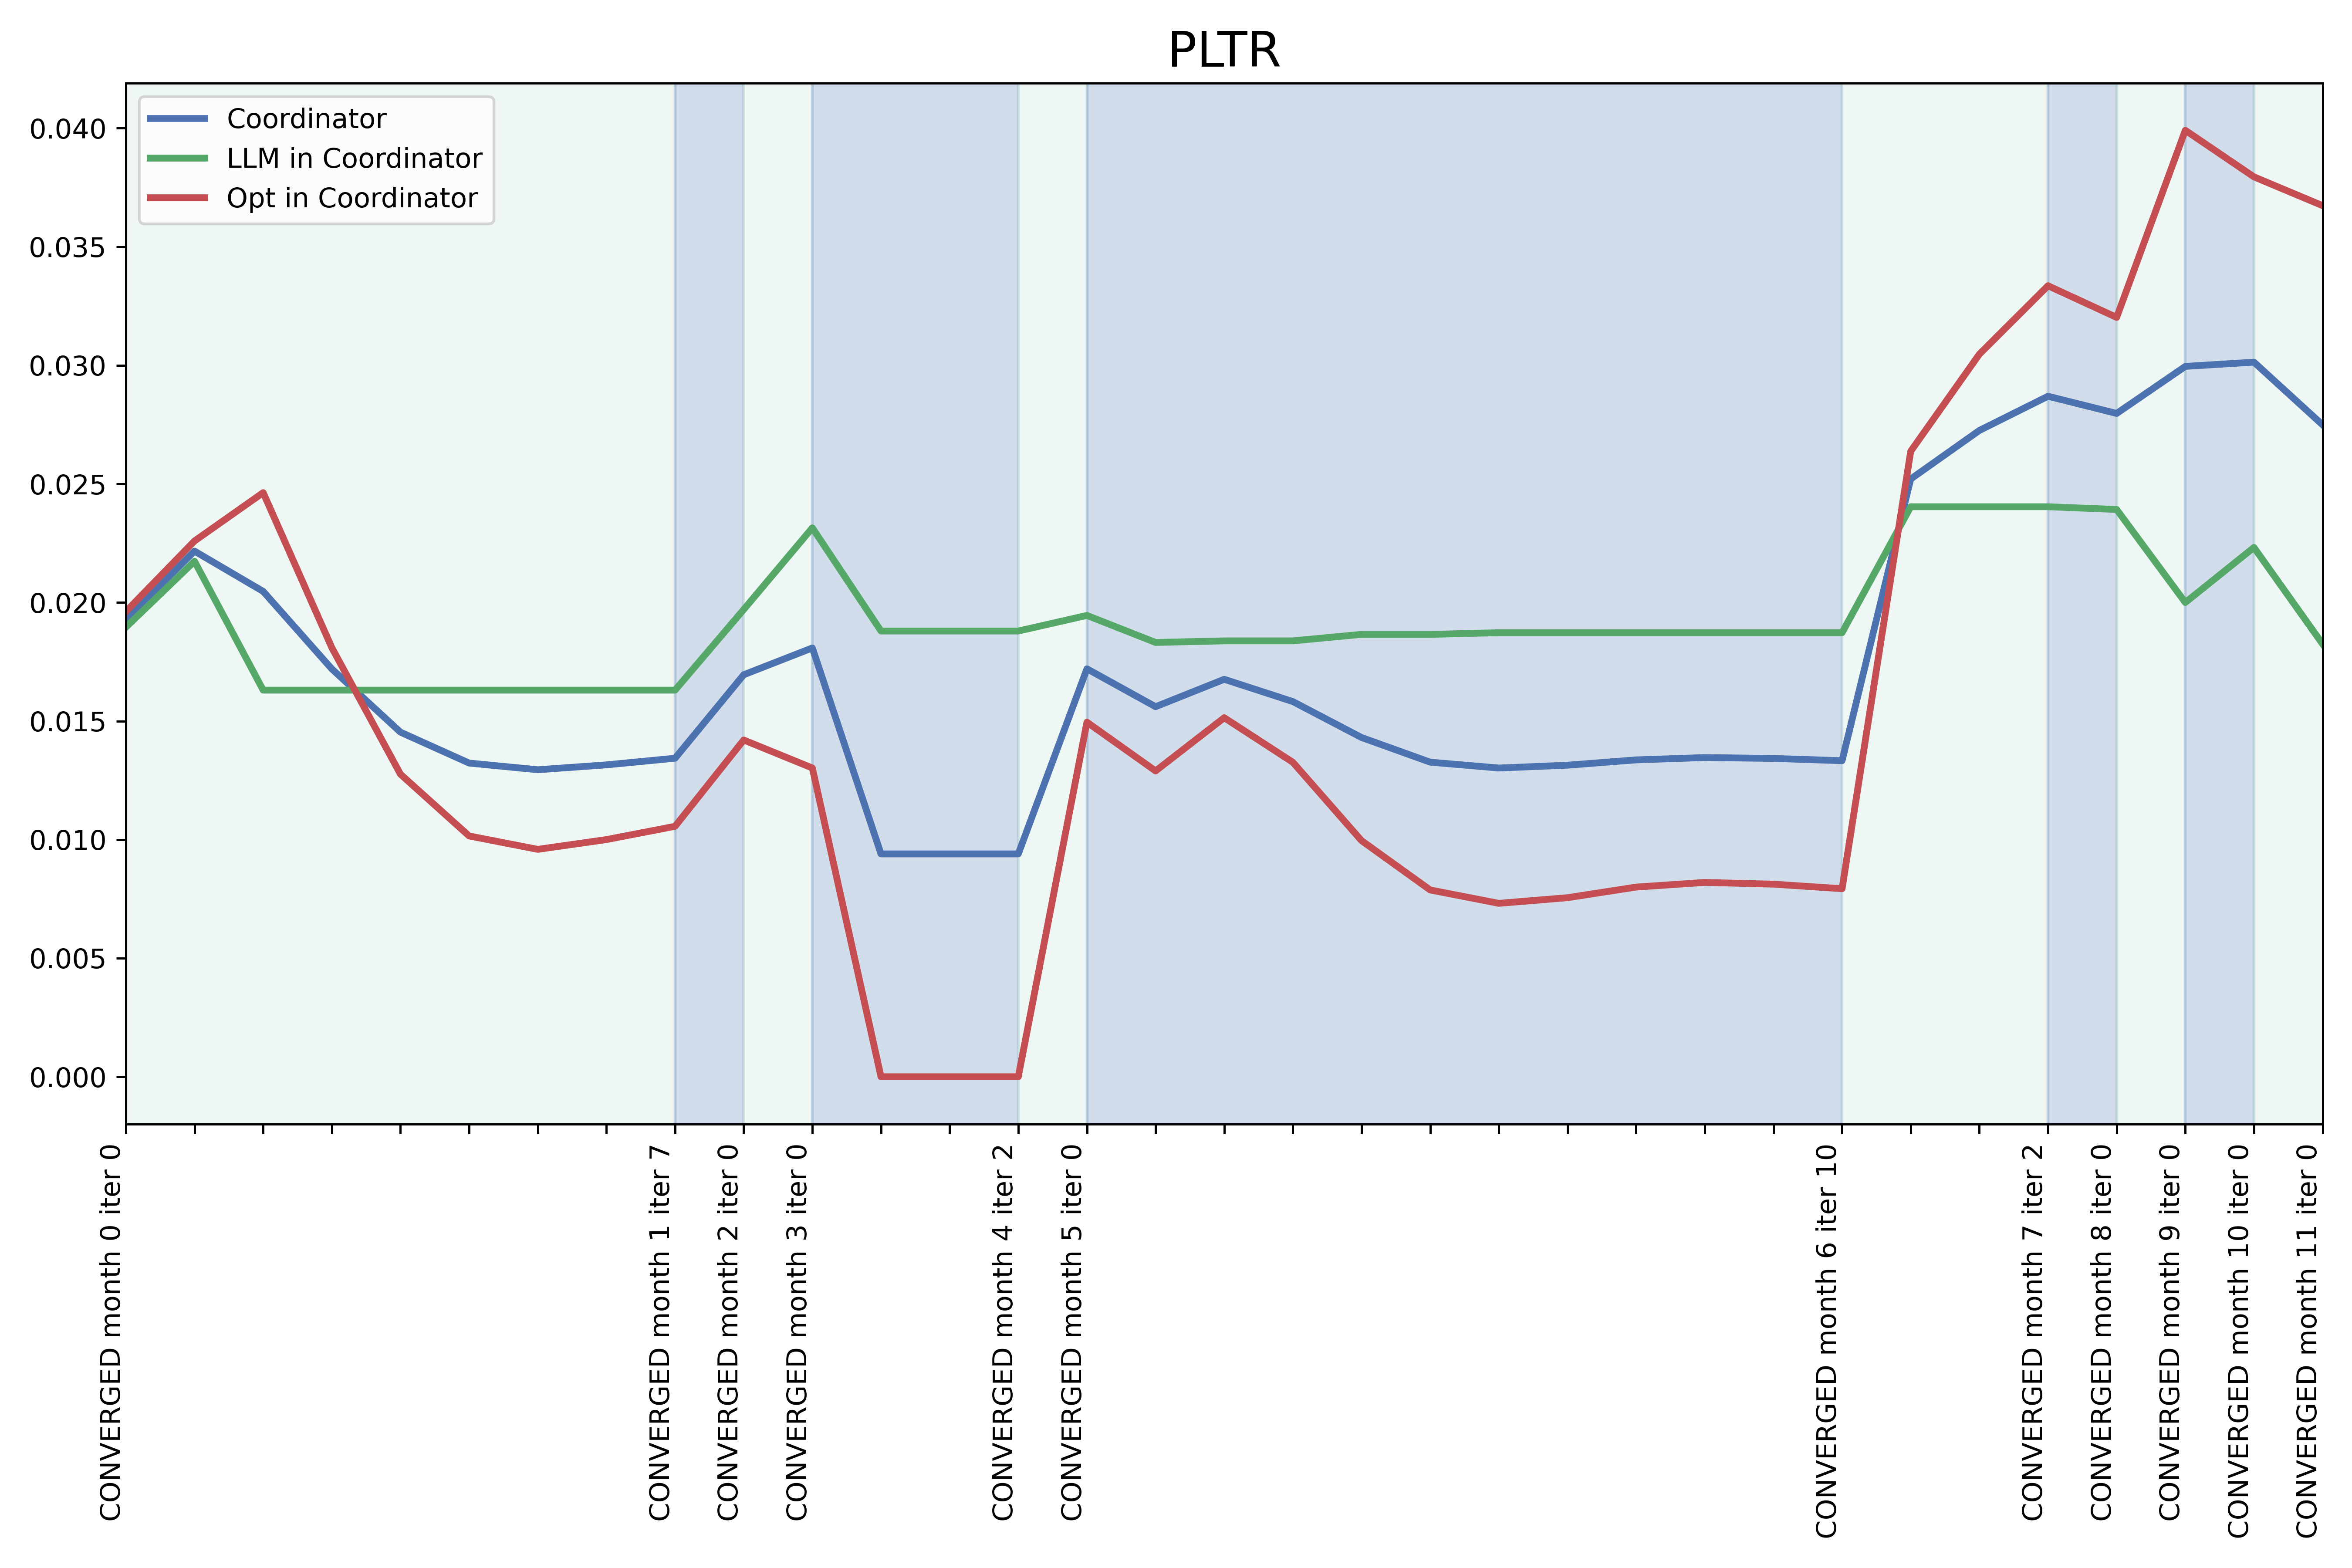 PLTR
Coordinator
LLM in Coordinator
Opt in Coordinator
0.040
0.035
0.030
0.025
0.020
0.015
0.010
0.005
0.000
CONVERGED month 0 iter 0
CONVERGED month 1 iter 7
CONVERGED month 2 iter 0
CONVERGED month 3 iter 0
CONVERGED month 4 iter 2
CONVERGED month 5 iter 0
CONVERGED month 6 iter 10
CONVERGED month 7 iter 2
CONVERGED month 8 iter 0
CONVERGED month 9 iter 0
CONVERGED month 10 iter 0
CONVERGED month 11 iter 0